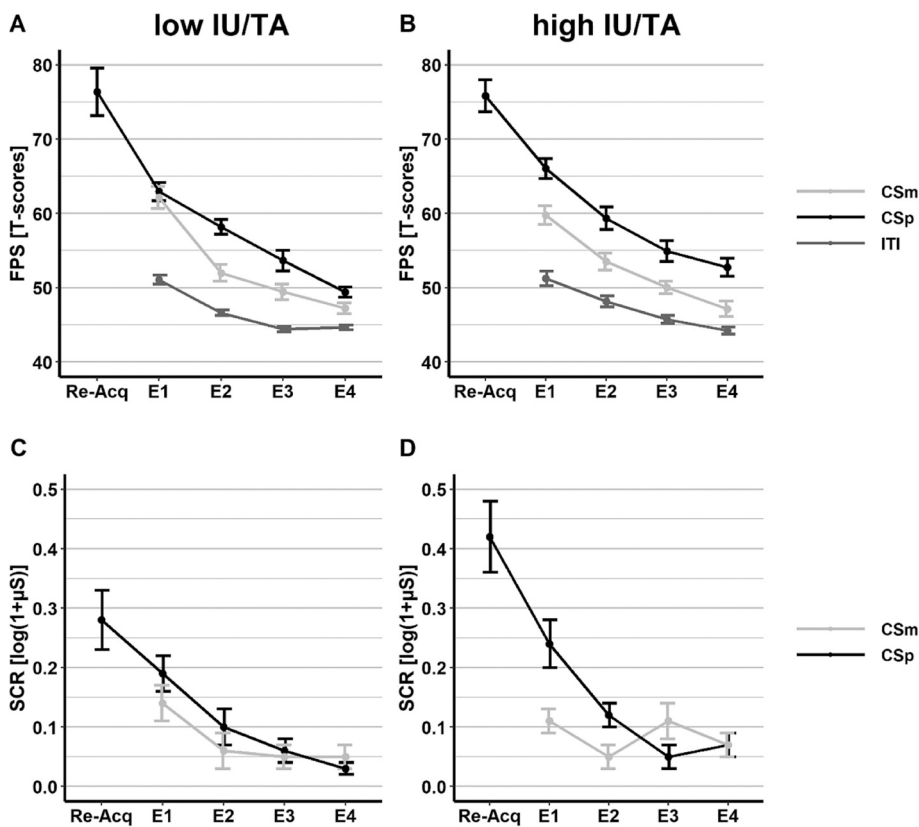 A low IU/TA
B high IU/TA
FPS [T-scores]
80
70
60
50
40
Re-Acq E1 E2 E3 E4
FPS [T-scores]
80
70
60
50
40
Re-Acq E1 E2 E3 E4
CSm
CSp
ITI
C
SCR [log(1+µS)]
0.5
0.4
0.3
0.2
0.1
0.0
Re-Acq E1 E2 E3 E4
D
SCR [log(1+µS)]
0.5
0.4
0.3
0.2
0.1
0.0
Re-Acq E1 E2 E3 E4
CSm
CSp